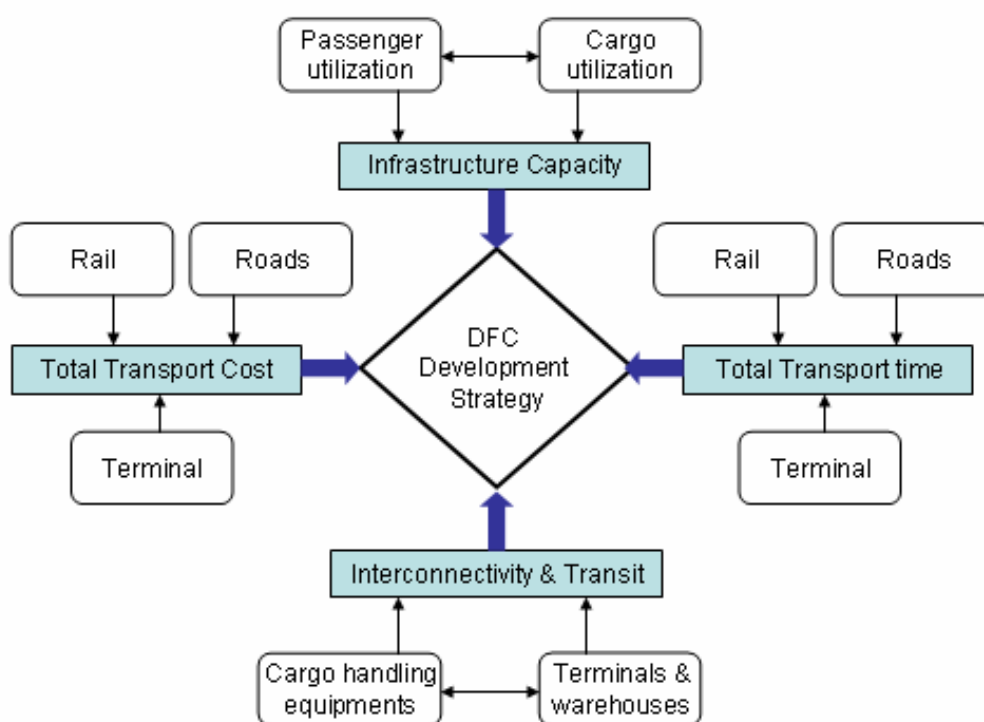 Passenger
utilization
Cargo
utilization
Infrastructure Capacity
Rail
Roads
Rail
Roads
DFC
Development
Strategy
Total Transport Cost
Total Transport time
Terminal
Terminal
Interconnectivity & Transit
Cargo handling
equipments
Terminals &
warehouses